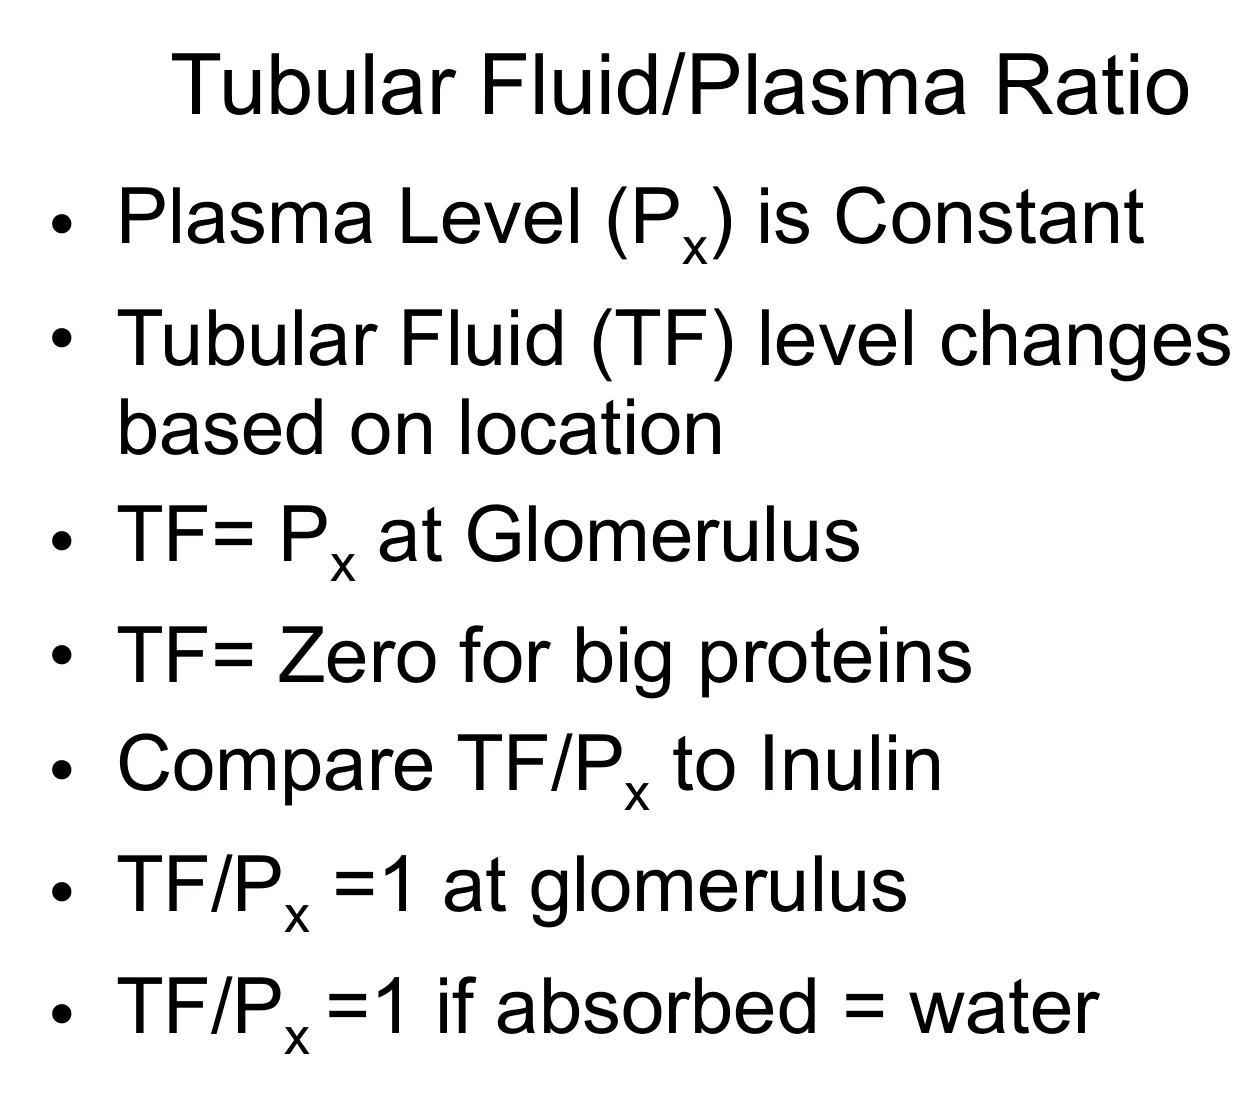 Tubular Fluid/Plasma Ratio
• Plasma Level (Pₓ) is Constant
• Tubular Fluid (TF) level changes
based on location
• TF= Pₓ at Glomerulus
• TF= Zero for big proteins
• Compare TF/Pₓ to Inulin
• TF/Pₓ =1 at glomerulus
• TF/Pₓ =1 if absorbed = water